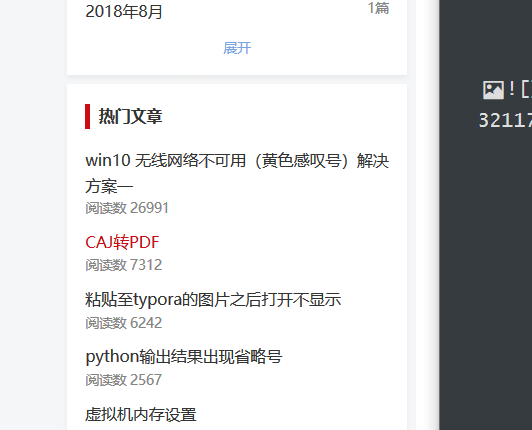 2018年8月 1篇
展开
热门文章
win10 无线网络不可用（黄色感叹号）解决
方案一
阅读数 26991
CAJ转PDF
阅读数 7312
粘贴至typora的图片之后打开不显示
阅读数 6242
python输出结果出现省略号
阅读数 2567
虚拟机内存设置
![
32117